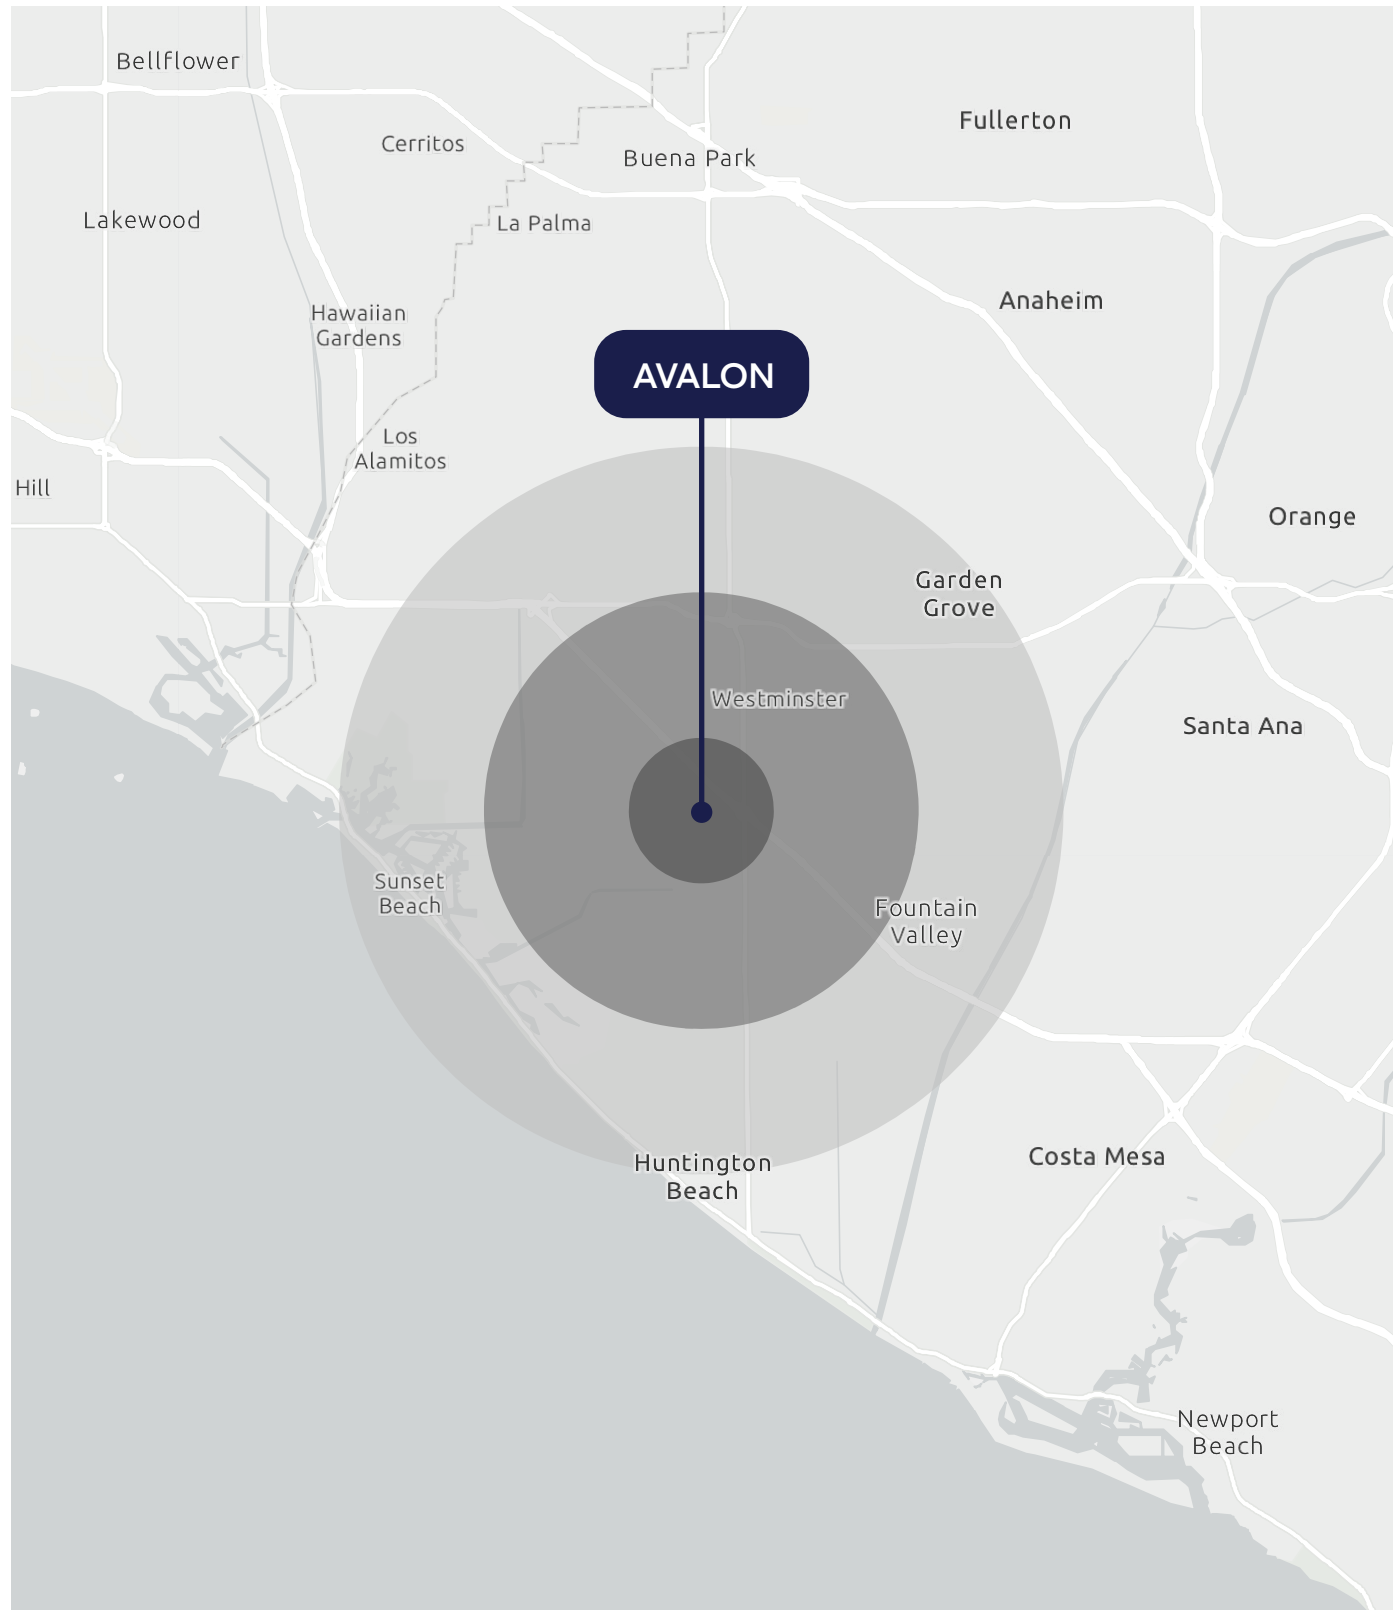 Bellflower
Fullerton
Cerritos
Buena Park
Lakewood
La Palma
Anaheim
Hawaiian
Gardens
AVALON
Los
Alamitos
Hill
Orange
Garden
Grove
Westminster
Santa Ana
Sunset
Beach
Fountain
Valley
Huntington
Beach
Costa Mesa
Newport
Beach